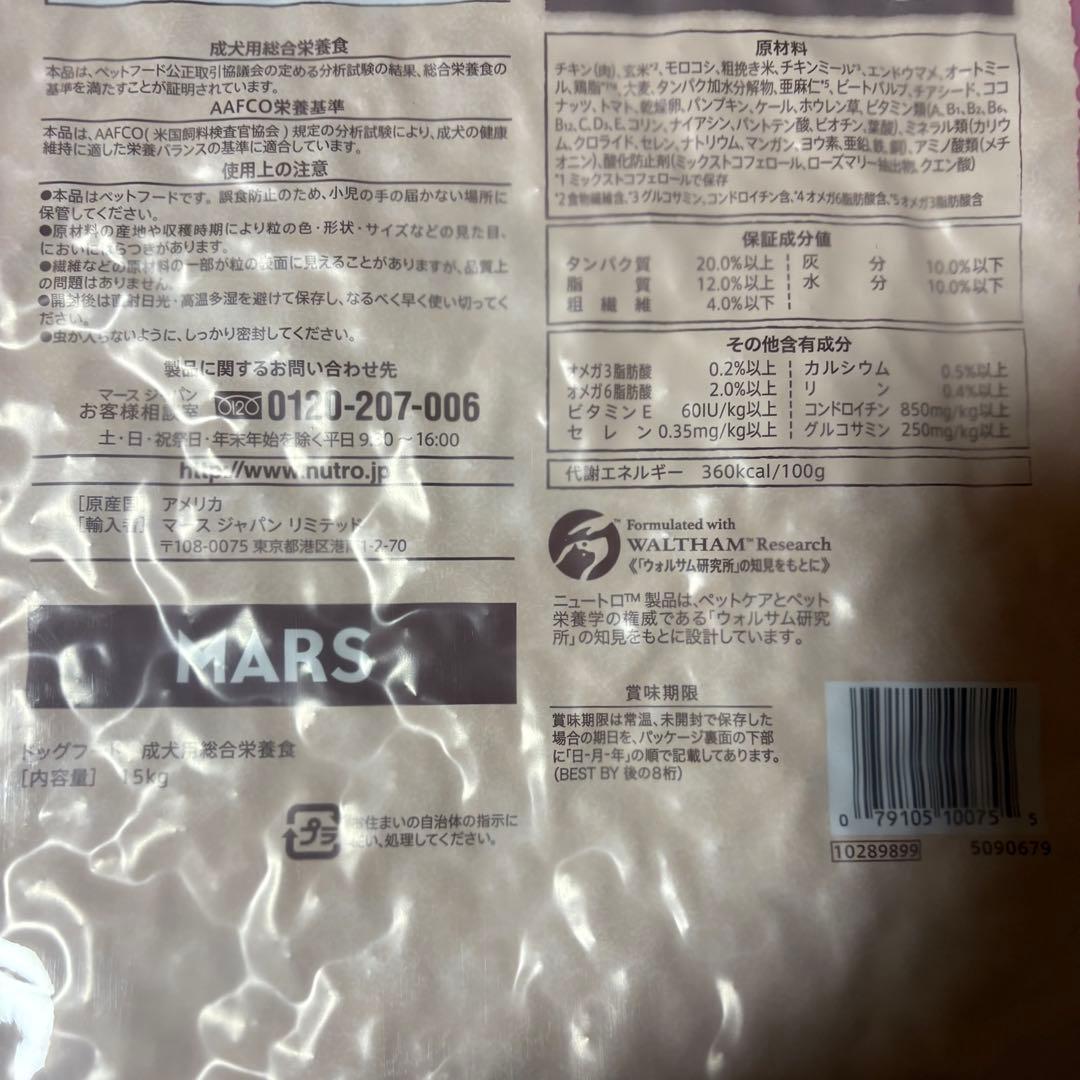 成犬用総合栄養食
本品は、ペットフード公正取引協議会の定める分析試験の結果、総合栄養食の
基準を満たすことが証明されています。
AAFCO栄養基準
本品は、AAFCO(米国飼料検査官協会)規定の分析試験により、成犬の健康
維持に適した栄養バランスの基準に適合しています。
使用上の注意
●本品はペットフードです。誤食防止のため、小児の手の届かない場所に
保管してください。
●原材料の産地や収穫時期により粒の色・形状・サイズなどの見た目、
においにばらつきがあります。
●繊維などの原材料の一部が粒の表面に見えることがありますが、品質上
の問題はありません。
●開封後は直射日光・高温多湿を避けて保存し、なるべく早く使い切ってく
ださい。
●虫が入らないように、しっかり密封してください。
製品に関するお問い合わせ先
マース ジャパン
お客様相談室 0120-207-006
土・日・祝祭日・年末年始を除く平日9:30～16:00
http://www.nutro.jp
[原産国] アメリカ
[輸入者] マース ジャパン リミテッド
〒108-0075 東京都港区港南1-2-70
MARS
ドッグフード 成犬用総合栄養食
[内容量] 15kg
プラ
お住まいの自治体の指示に
従い、処理してください。
原材料
チキン(肉)、玄米*2、モロコシ、粗挽き米、チキンミール*3、エンドウマメ、オートミー
ル、鶏脂*1*4、大麦、タンパク加水分解物、亜麻仁*5、ビートパルプ、チアシード、ココ
ナッツ、トマト、乾燥卵、パンプキン、ケール、ホウレン草、ビタミン類(A、B1、B2、B6、
B12、C、D3、E、コリン、ナイアシン、パントテン酸、ビオチン、葉酸)、ミネラル類(カリウ
ム、クロライド、セレン、ナトリウム、マンガン、ヨウ素、亜鉛、鉄、銅)、アミノ酸類(メチ
オニン)、酸化防止剤(ミックストコフェロール、ローズマリー抽出物、クエン酸)
*1 ミックストコフェロールで保存
*2 食物繊維含、*3 グルコサミン、コンドロイチン含、*4 オメガ6脂肪酸含、*5 オメガ3脂肪酸含
保証成分値
タンパク質 20.0%以上 灰分 10.0%以下
脂質 12.0%以上 水分 10.0%以下
粗繊維 4.0%以下
その他含有成分
オメガ3脂肪酸 0.2%以上 カルシウム 0.5%以上
オメガ6脂肪酸 2.0%以上 リン 0.4%以上
ビタミンE 60IU/kg以上 コンドロイチン 850mg/kg以上
セレン 0.35mg/kg以上 グルコサミン 250mg/kg以上
代謝エネルギー 360kcal/100g
Formulated with
WALTHAM™ Research
《「ウォルサム研究所」の知見をもとに》
ニュートロ™ 製品は、ペットケアとペット
栄養学の権威である「ウォルサム研究
所」の知見をもとに設計しています。
賞味期限
賞味期限は常温、未開封で保存した
場合の期日を、パッケージ裏面の下部
に「日-月-年」の順で記載してあります。
(BEST BY 後の8桁)
0 79105 10075 5
10289899 5090679